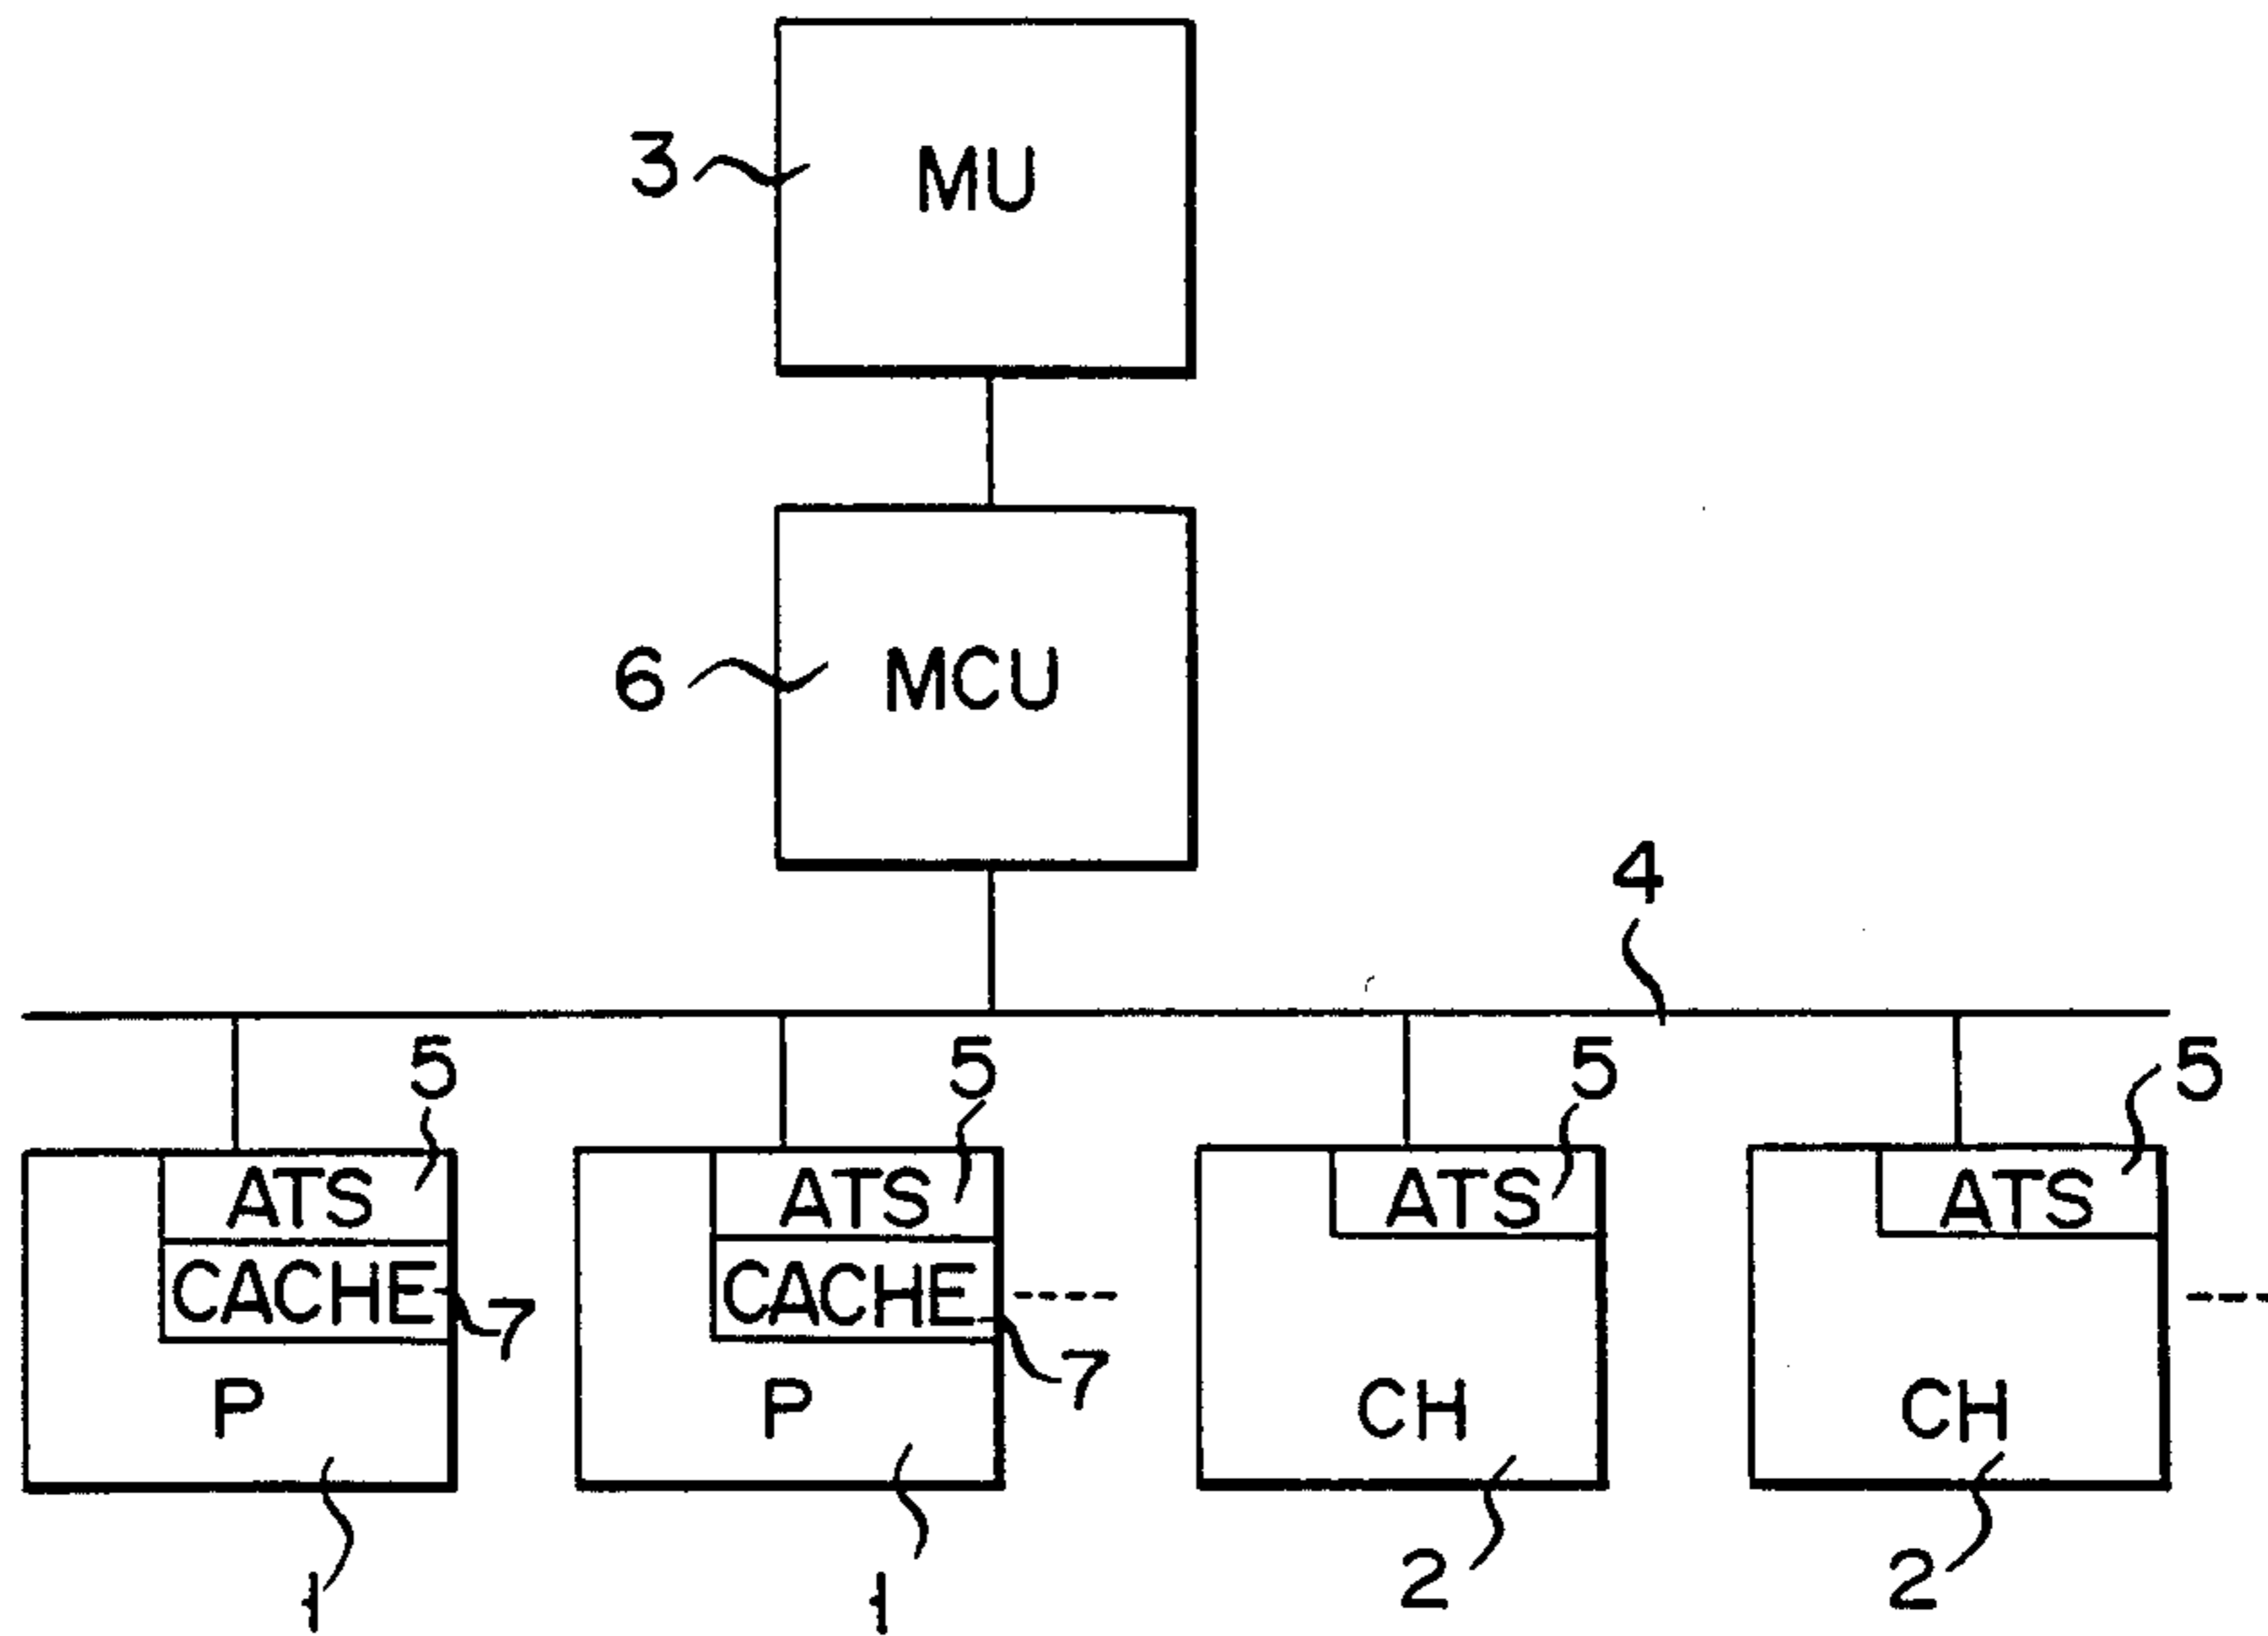 3 MU
6 MCU
4
5 5 5 5
ATS ATS ATS ATS
CACHE 7 CACHE 7
P P CH CH
1 1 2 2